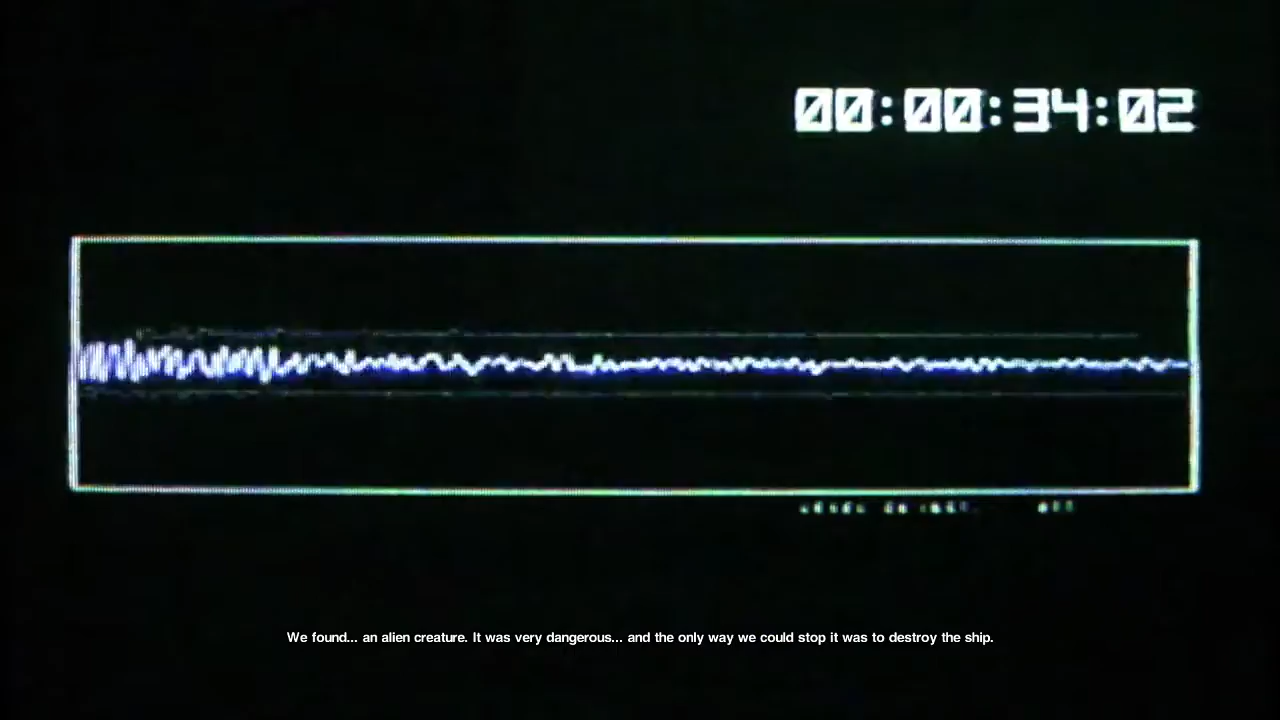 00:00:34:02
We found... an alien creature. It was very dangerous... and the only way we could stop it was to destroy the ship.